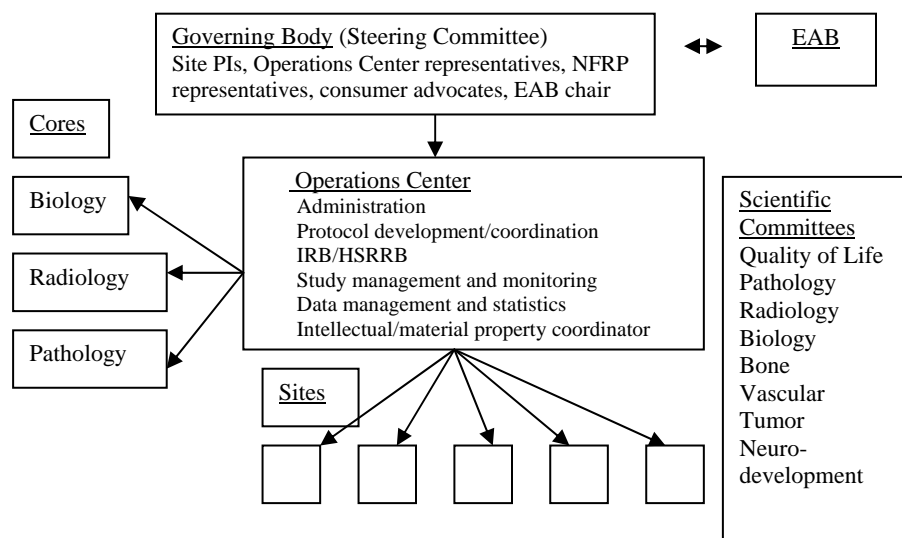 Governing Body (Steering Committee)
Site PIs, Operations Center representatives, NFRP
representatives, consumer advocates, EAB chair
EAB
Cores
Biology
Radiology
Pathology
Operations Center
Administration
Protocol development/coordination
IRB/HSRRB
Study management and monitoring
Data management and statistics
Intellectual/material property coordinator
Sites
Scientific
Committees
Quality of Life
Pathology
Radiology
Biology
Bone
Vascular
Tumor
Neuro-
development